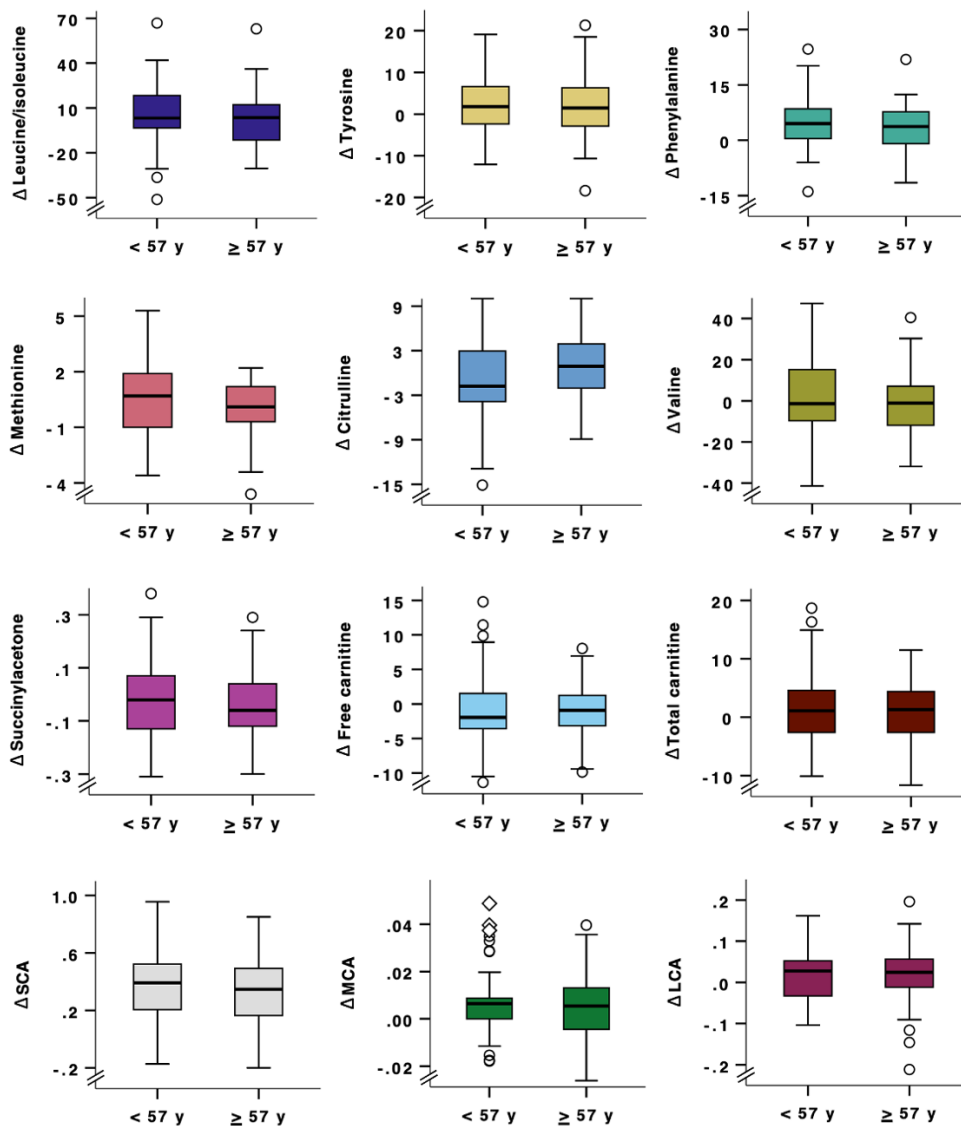 Δ Leucine/isoleucine
70
40
10
-20
-50
< 57 y
≥ 57 y
Δ Tyrosine
20
10
0
-10
-20
< 57 y
≥ 57 y
Δ Phenylalanine
30
15
0
-15
< 57 y
≥ 57 y
Δ Methionine
5
2
-1
-4
< 57 y
≥ 57 y
Δ Citrulline
9
3
-3
-9
-15
< 57 y
≥ 57 y
Δ Valine
40
20
0
-20
-40
< 57 y
≥ 57 y
Δ Succinylacetone
.3
.1
-.1
-.3
< 57 y
≥ 57 y
Δ Free carnitine
15
10
5
0
-5
-10
< 57 y
≥ 57 y
ΔTotal carnitine
20
10
0
-10
< 57 y
≥ 57 y
ΔSCA
1.0
.6
.2
-.2
< 57 y
≥ 57 y
ΔMCA
.04
.02
.00
-.02
< 57 y
≥ 57 y
ΔLCA
.2
.1
.0
-.1
-.2
< 57 y
≥ 57 y